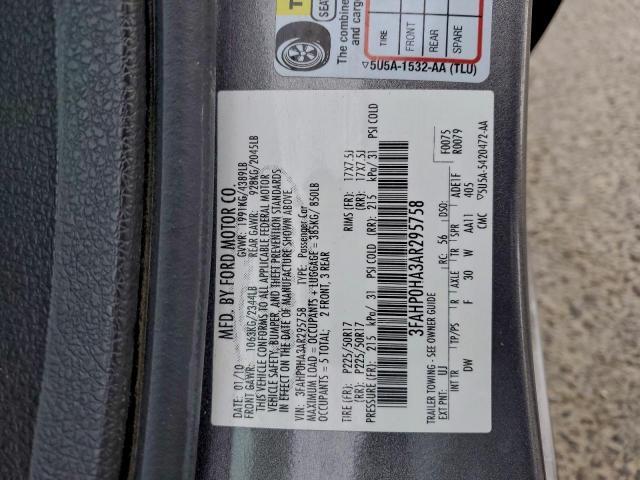 SEAT
The combined
and cargo
TIRE
FRONT
REAR
SPARE
▽5U5A-1532-AA (TLU)
MFD. BY FORD MOTOR CO.
DATE: 01/10 GVWR: 1991KG/4389LB
FRONT GAWR: 1063KG/2344LB REAR GAWR: 928KG/2045LB
THIS VEHICLE CONFORMS TO ALL APPLICABLE FEDERAL MOTOR
VEHICLE SAFETY, BUMPER, AND THEFT PREVENTION STANDARDS
IN EFFECT ON THE DATE OF MANUFACTURE SHOWN ABOVE.
VIN: 3FAHP0HA3AR295758 TYPE: Passenger Car
MAXIMUM LOAD = OCCUPANTS + LUGGAGE = 385KG/ 850LB
OCCUPANTS = 5 TOTAL: 2 FRONT, 3 REAR
TIRE (FR): P225/50R17 RIMS (FR): 17X7.5J
(RR): P225/50R17 (RR): 17X7.5J
PRESSURE (FR): 215 kPa/ 31 PSI COLD (RR): 215 kPa/ 31 PSI COLD
3FAHP0HA3AR295758
TRAILER TOWING - SEE OWNER GUIDE F0075
R0079
EXT PNT: UJ RC: 56 DSO:
INT TR TP/PS R AXLE TR SPR ADE1F
DW F 30 W AA11 405
CMC ▽5U5A-5420472-AA